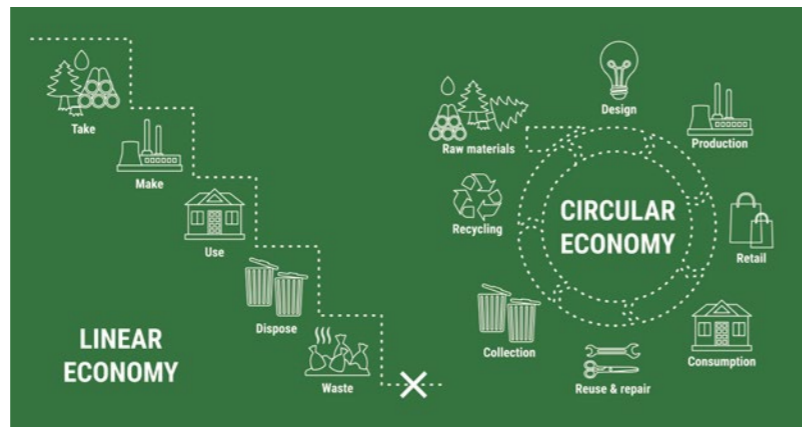 Take
Make
Use
Dispose
Waste
LINEAR
ECONOMY
Design
Production
Retail
Consumption
Reuse & repair
Collection
Recycling
Raw materials
CIRCULAR
ECONOMY